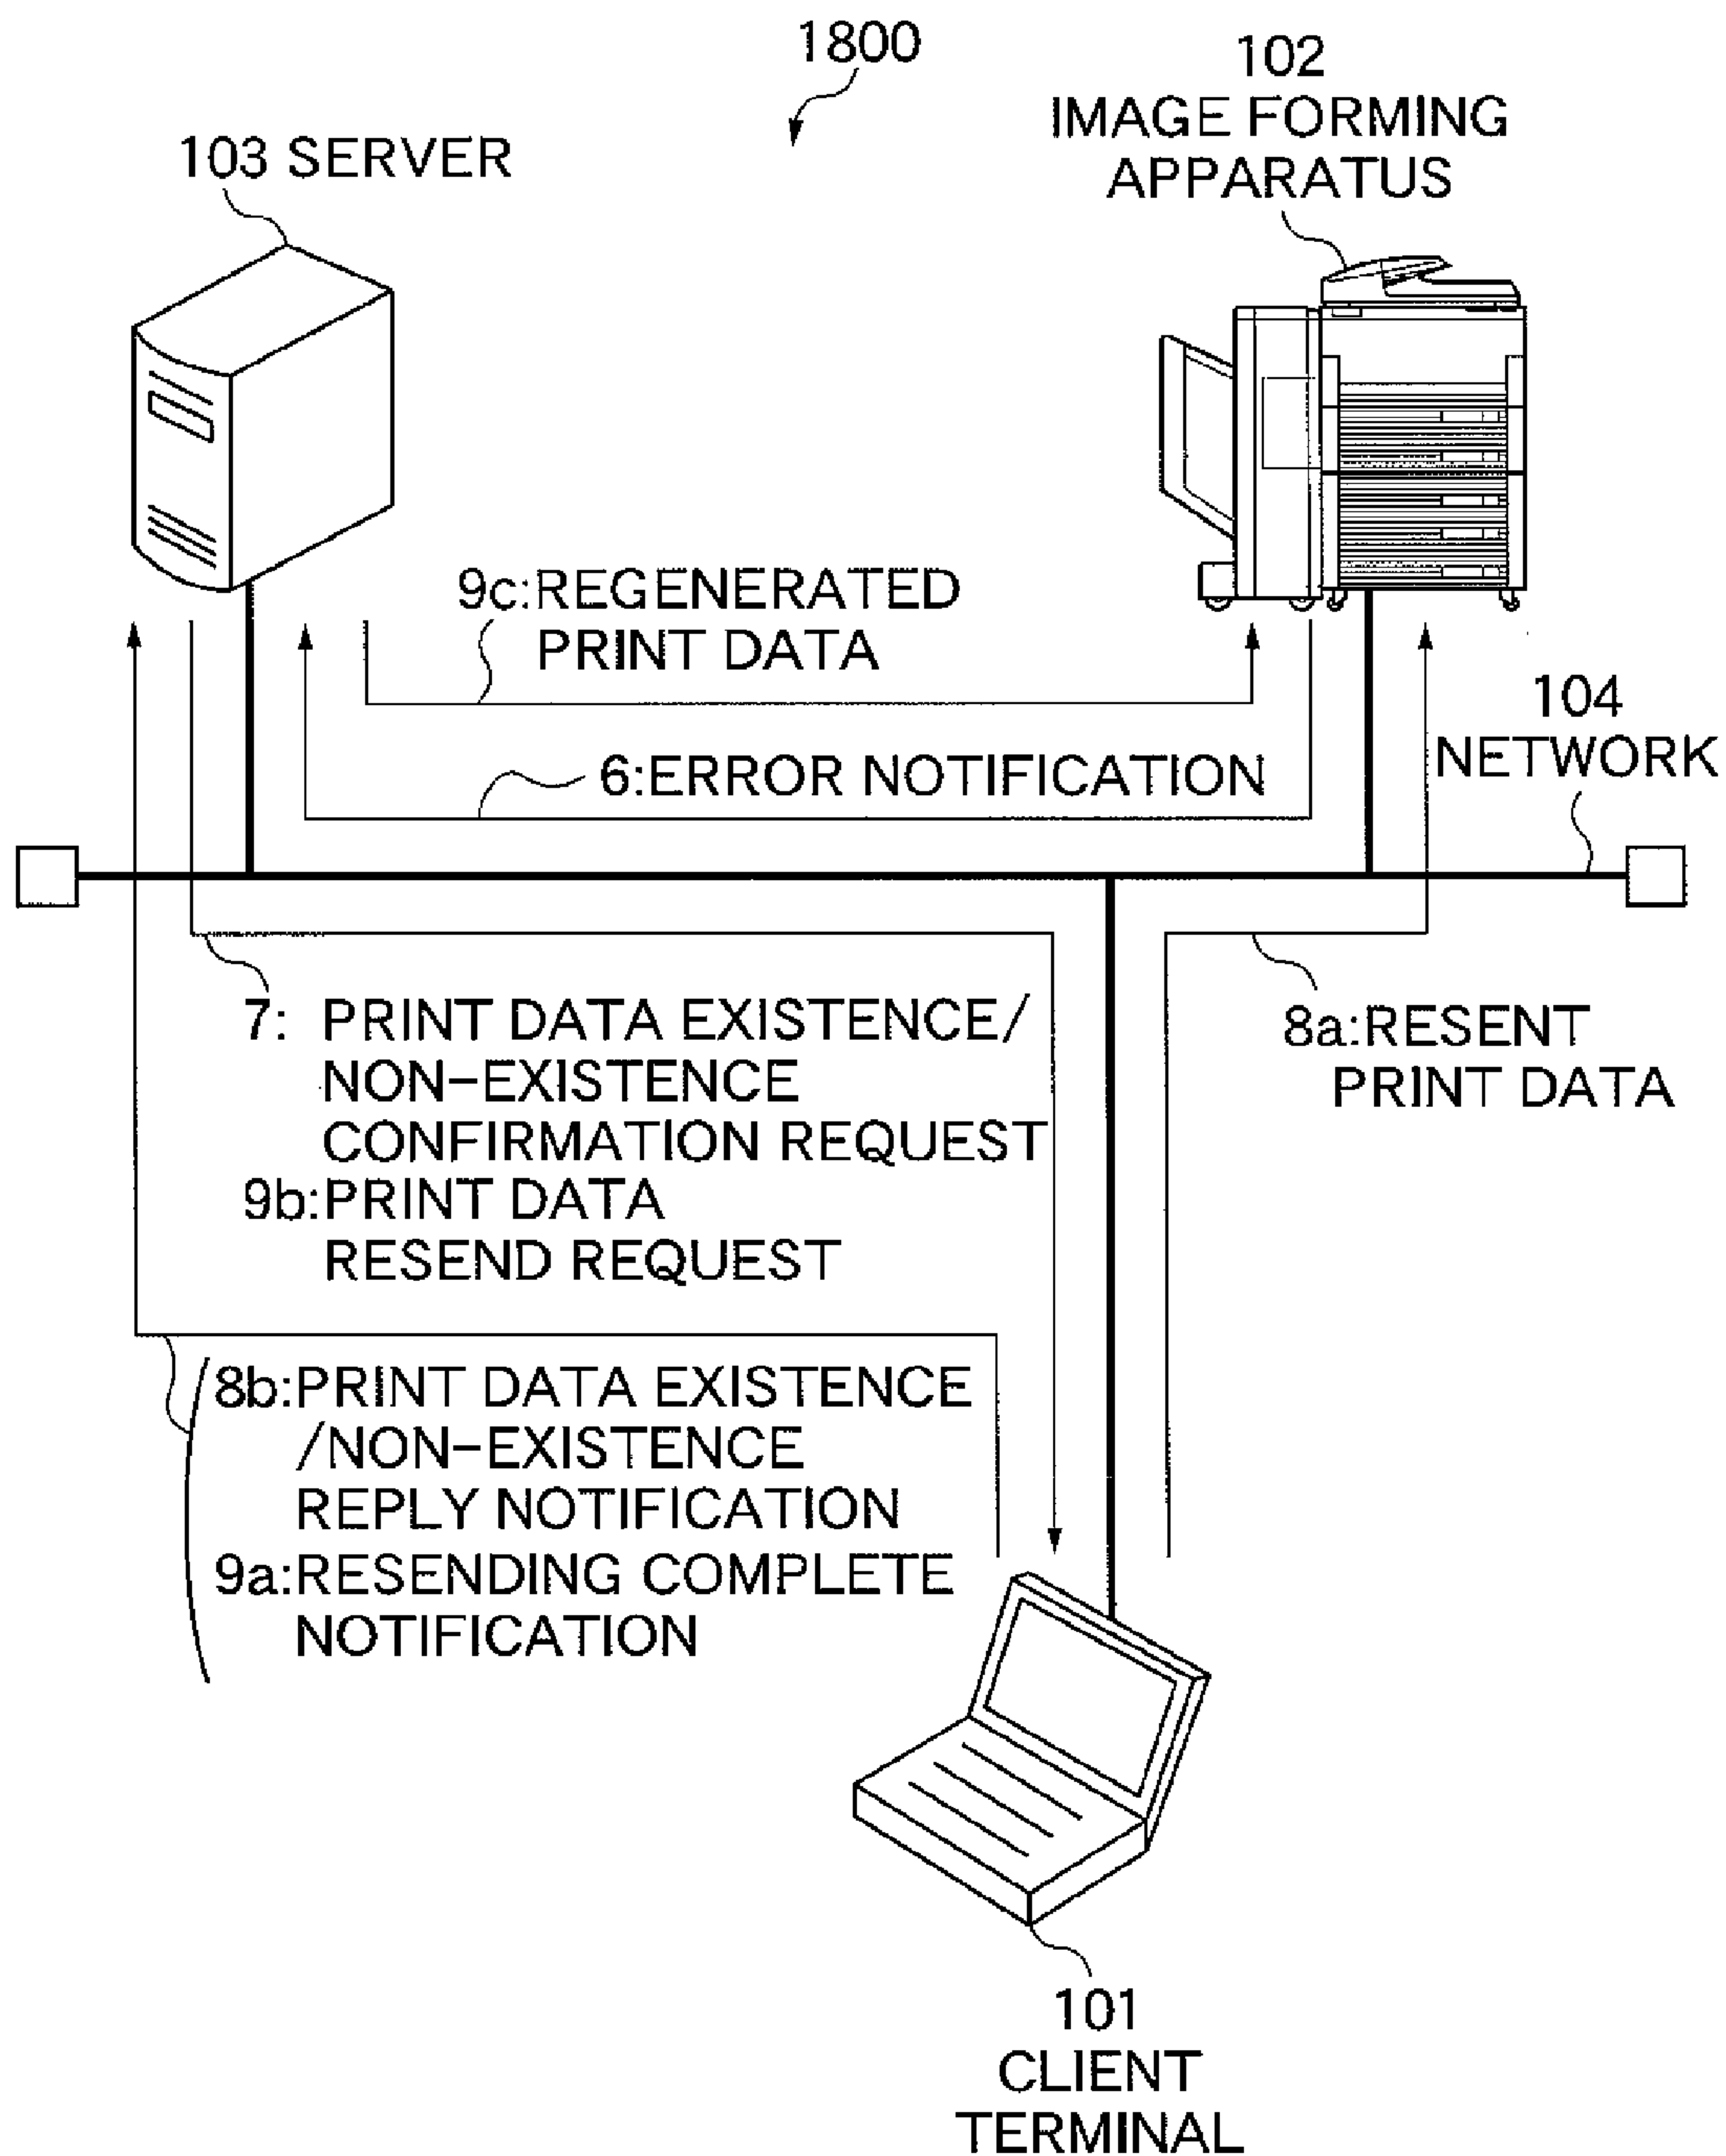 1800
102
IMAGE FORMING
APPARATUS
103 SERVER
9c:REGENERATED
PRINT DATA
104
NETWORK
6:ERROR NOTIFICATION
7: PRINT DATA EXISTENCE/
NON-EXISTENCE
CONFIRMATION REQUEST
9b:PRINT DATA
RESEND REQUEST
8a:RESENT
PRINT DATA
8b:PRINT DATA EXISTENCE
/NON-EXISTENCE
REPLY NOTIFICATION
9a:RESENDING COMPLETE
NOTIFICATION
101
CLIENT
TERMINAL